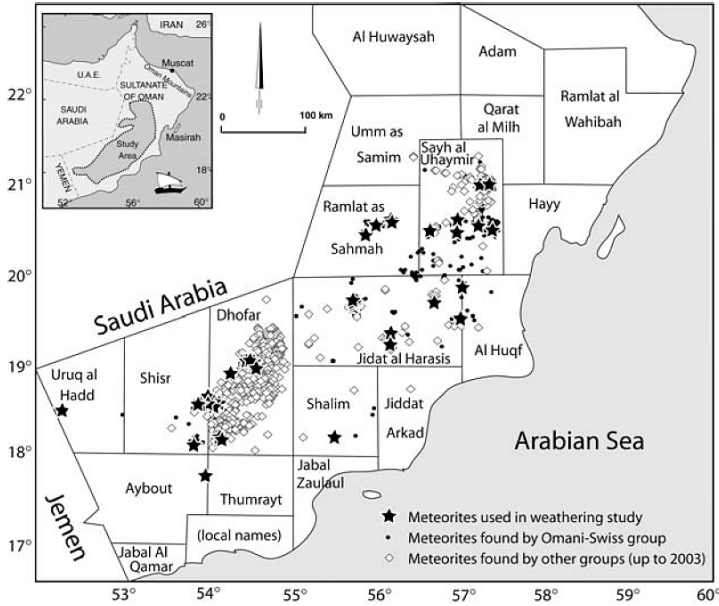 IRAN
26°
Muscat
Oman Mountains
U.A.E.
SULTANATE
OF OMAN
22°
SAUDI
ARABIA
Masirah
Study
Area
YEMEN
18°
52°
56°
60°
100 km
0
Al Huwaysah
Adam
Ramlat al
Wahibah
Qarat
al Milh
Umm as
Samim
Sayh al
Uhaymir
Hayy
Ramlat as
Sahmah
Saudi Arabia
Dhofar
Jidat al Harasis
Al Huqf
Uruq al
Hadd
Shisr
Shalim
Jiddat
Arkad
Arabian Sea
Jemen
Aybout
Thumrayt
Jabal
Zaulaul
(local names)
Jabal Al
Qamar
Meteorites used in weathering study
Meteorites found by Omani-Swiss group
Meteorites found by other groups (up to 2003)
22°
21°
20°
19°
18°
17°
53°
54°
55°
56°
57°
58°
59°
60°